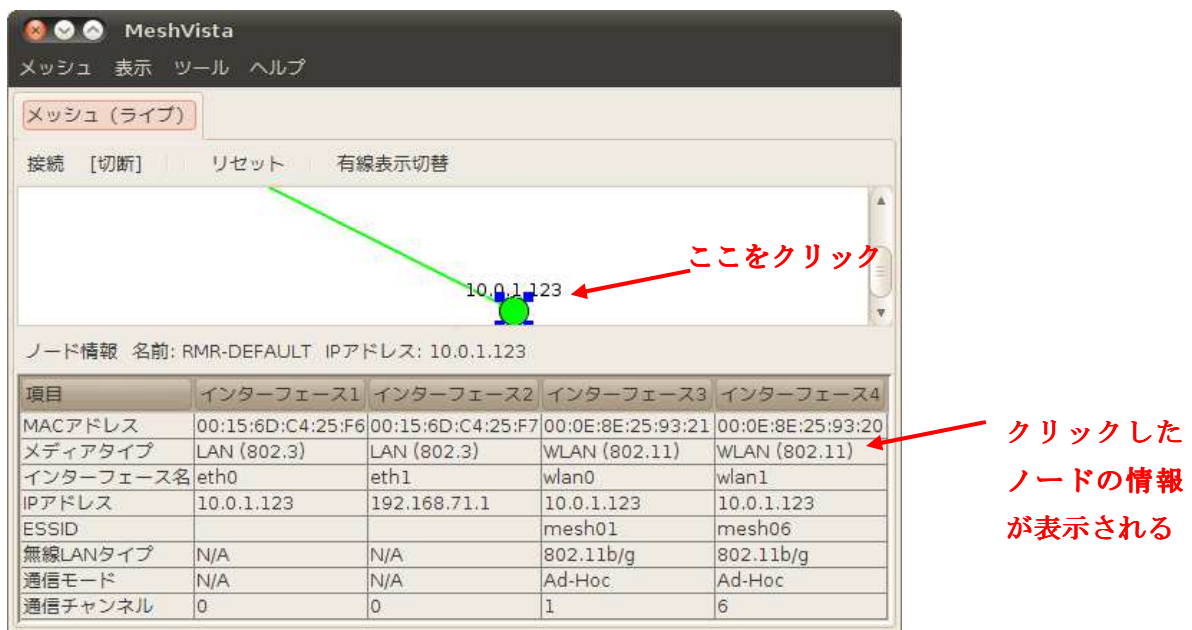 MeshVista
メッシュ 表示 ツール ヘルプ
メッシュ (ライブ)
接続 [切断] リセット 有線表示切替
ここをクリック
10.0.1.123
ノード情報 名前: RMR-DEFAULT IPアドレス: 10.0.1.123
項目 インターフェース1 インターフェース2 インターフェース3 インターフェース4
MACアドレス 00:15:6D:C4:25:F6 00:15:6D:C4:25:F7 00:0E:8E:25:93:21 00:0E:8E:25:93:20
メディアタイプ LAN (802.3) LAN (802.3) WLAN (802.11) WLAN (802.11)
インターフェース名 eth0 eth1 wlan0 wlan1
IPアドレス 10.0.1.123 192.168.71.1 10.0.1.123 10.0.1.123
ESSID mesh01 mesh06
無線LANタイプ N/A N/A 802.11b/g 802.11b/g
通信モード N/A N/A Ad-Hoc Ad-Hoc
通信チャンネル 0 0 1 6
クリックした
ノードの情報
が表示される